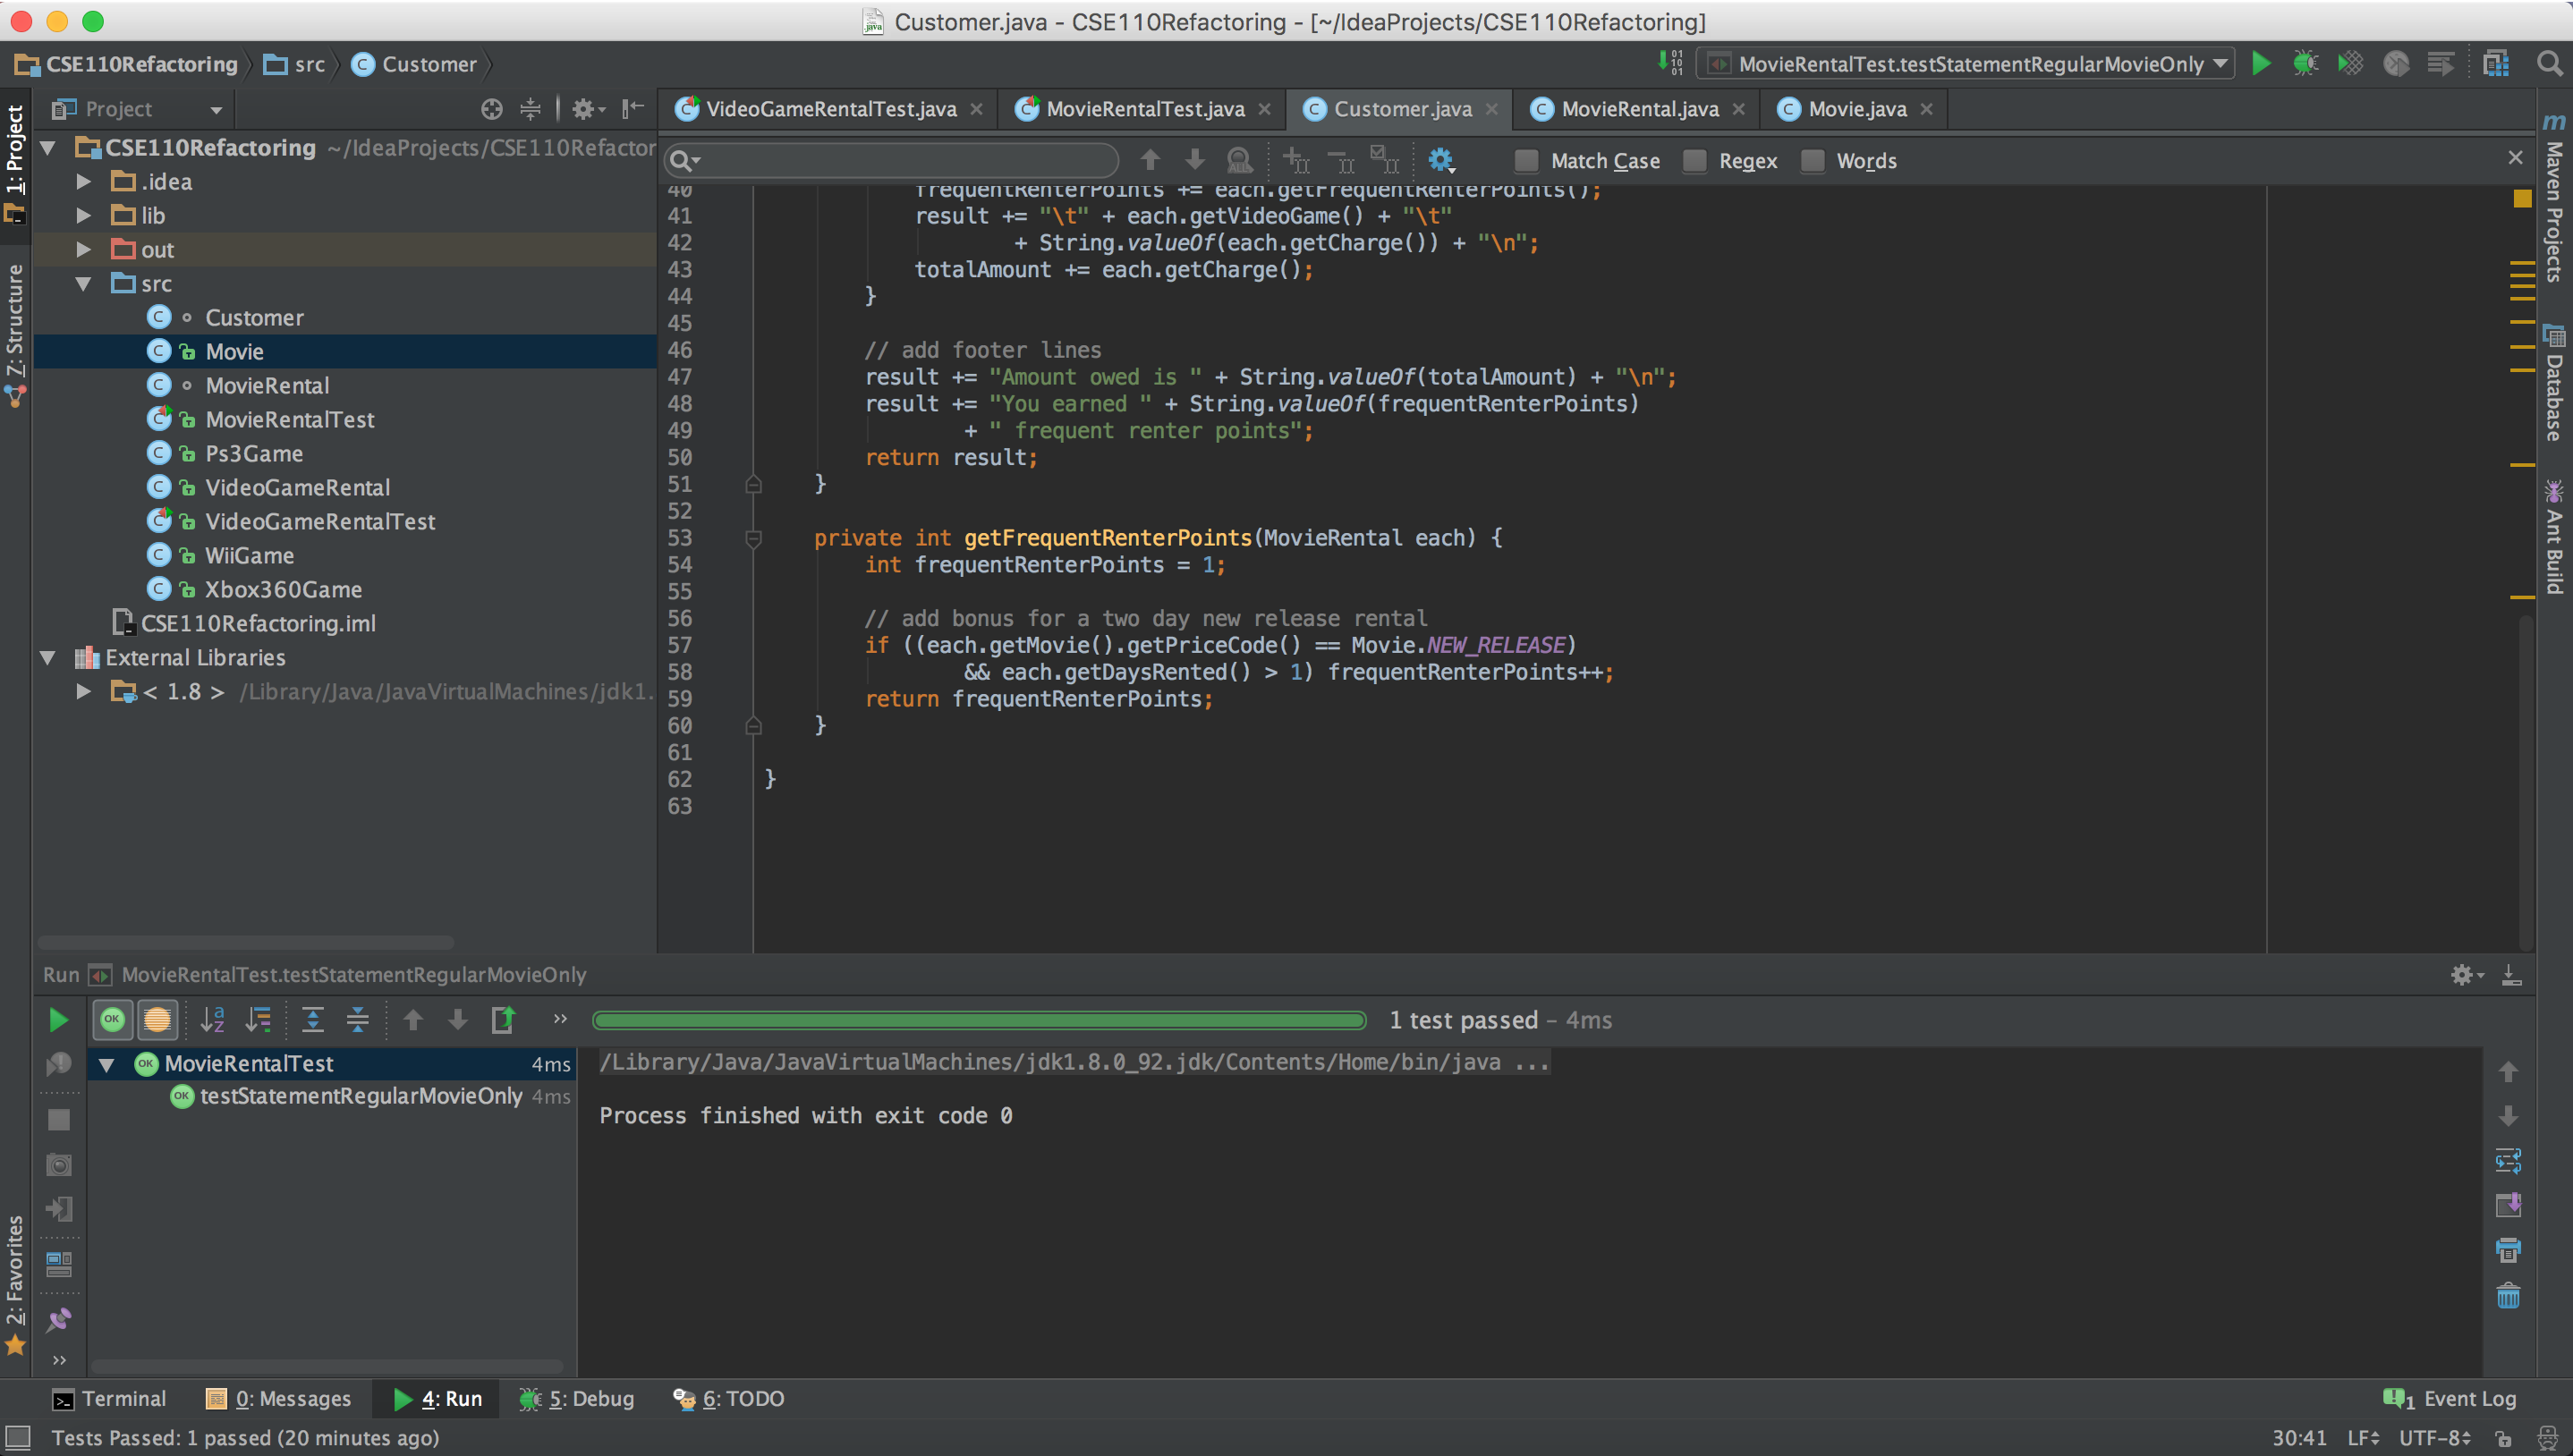 Customer.java - CSE110Refactoring - [~/IdeaProjects/CSE110Refactoring]
CSE110Refactoring src Customer
MovieRentalTest.testStatementRegularMovieOnly
1: Project
Z: Structure
2: Favorites
Project
CSE110Refactoring ~/IdeaProjects/CSE110Refactor
.idea
lib
out
src
Customer
Movie
MovieRental
MovieRentalTest
Ps3Game
VideoGameRental
VideoGameRentalTest
WiiGame
Xbox360Game
CSE110Refactoring.iml
External Libraries
< 1.8 > /Library/Java/JavaVirtualMachines/jdk1.
VideoGameRentalTest.java MovieRentalTest.java Customer.java MovieRental.java Movie.java
Match Case Regex Words
40 frequentRenterPoints += each.getFrequentRenterPoints();
41 result += "\t" + each.getVideoGame() + "\t"
42 + String.valueOf(each.getCharge()) + "\n";
43 totalAmount += each.getCharge();
44 }
45
46 // add footer lines
47 result += "Amount owed is " + String.valueOf(totalAmount) + "\n";
48 result += "You earned " + String.valueOf(frequentRenterPoints)
49 + " frequent renter points";
50 return result;
51 }
52
53 private int getFrequentRenterPoints(MovieRental each) {
54 int frequentRenterPoints = 1;
55
56 // add bonus for a two day new release rental
57 if ((each.getMovie().getPriceCode() == Movie.NEW_RELEASE)
58 && each.getDaysRented() > 1) frequentRenterPoints++;
59 return frequentRenterPoints;
60 }
61
62 }
63
Maven Projects
Database
Ant Build
Run MovieRentalTest.testStatementRegularMovieOnly
1 test passed – 4ms
MovieRentalTest 4ms
testStatementRegularMovieOnly 4ms
/Library/Java/JavaVirtualMachines/jdk1.8.0_92.jdk/Contents/Home/bin/java ...
Process finished with exit code 0
Terminal 0: Messages 4: Run 5: Debug 6: TODO 1 Event Log
Tests Passed: 1 passed (20 minutes ago) 30:41 LF UTF-8